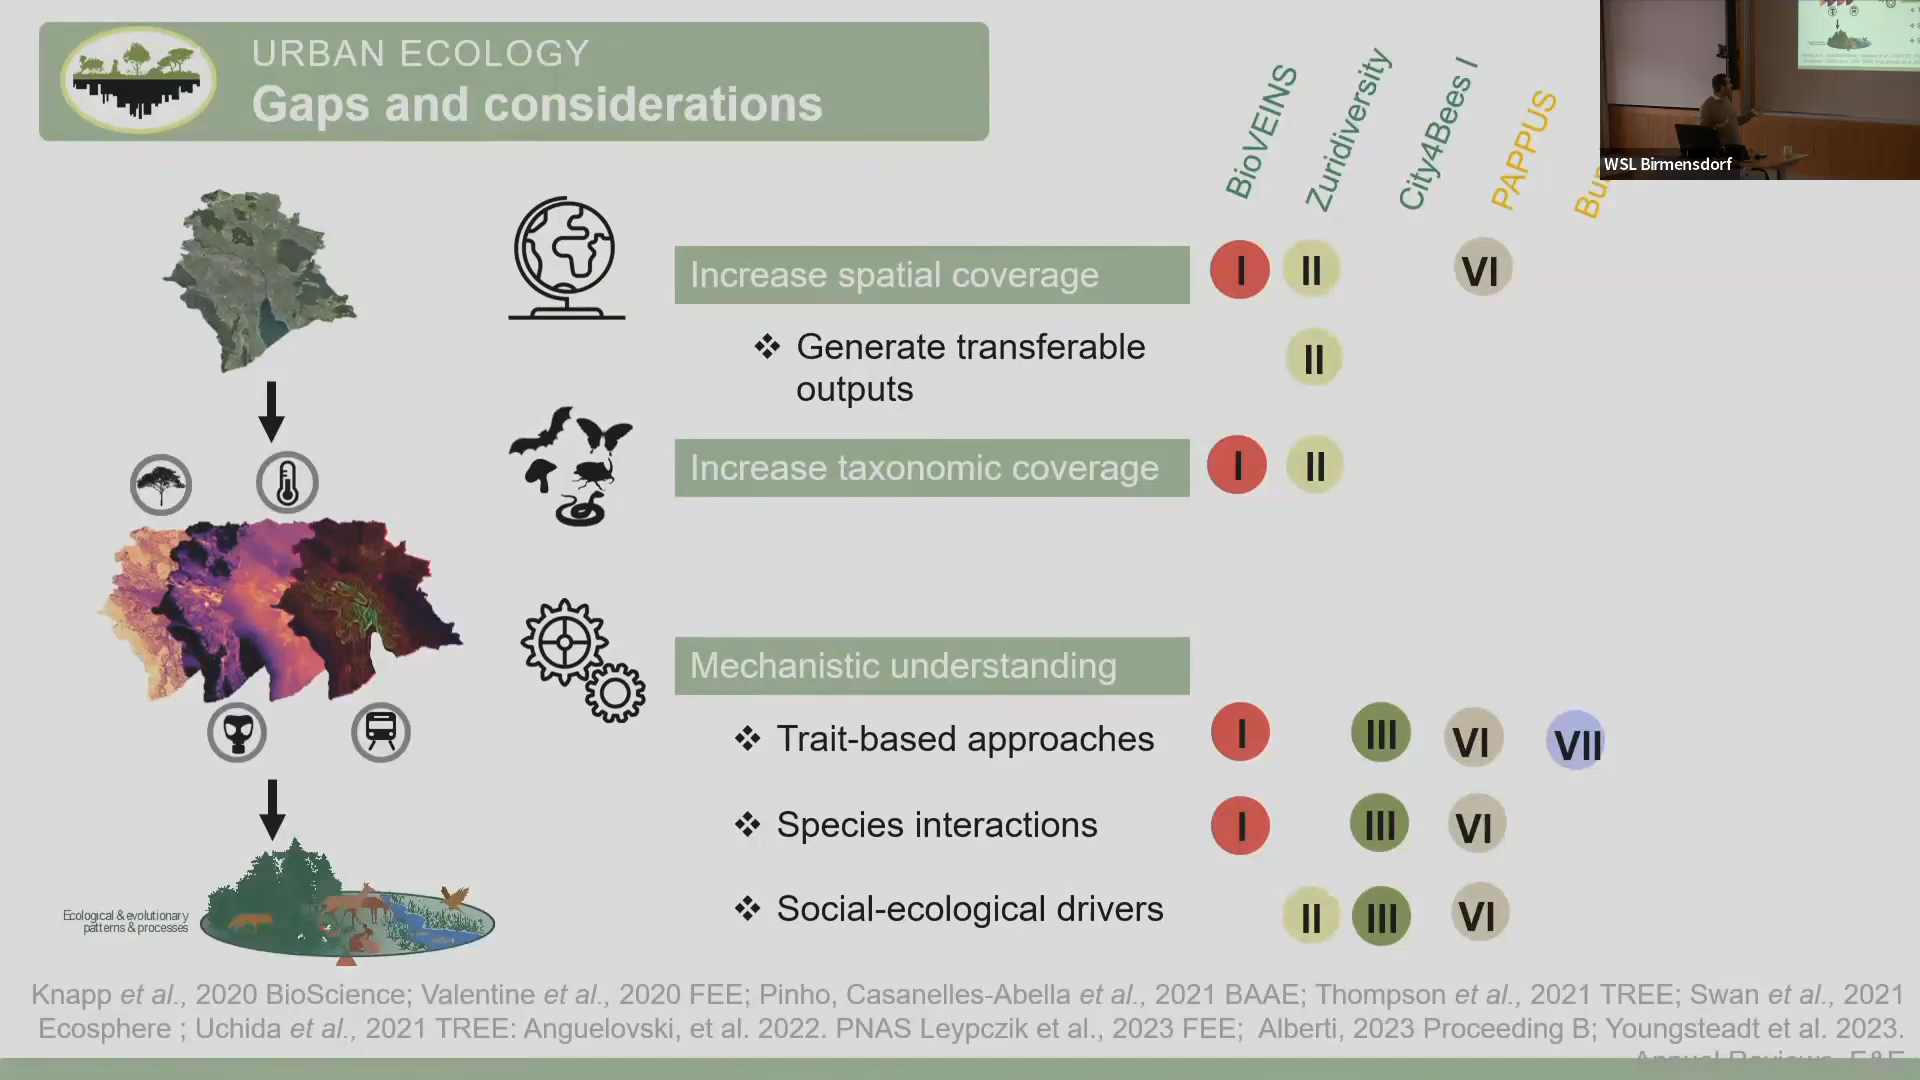 URBAN ECOLOGY
Gaps and considerations
BioVEINS
Zuridiversity
City4Bees I
PAPPUS
WSL Birmensdorf
Increase spatial coverage
I II VI
❖ Generate transferable
outputs
II
Increase taxonomic coverage
I II
Mechanistic understanding
❖ Trait-based approaches
I III VI VII
❖ Species interactions
I III VI
❖ Social-ecological drivers
II III VI
Ecological & evolutionary
patterns & processes
Knapp et al., 2020 BioScience; Valentine et al., 2020 FEE; Pinho, Casanelles-Abella et al., 2021 BAAE; Thompson et al., 2021 TREE; Swan et al., 2021
Ecosphere ; Uchida et al., 2021 TREE: Anguelovski, et al. 2022. PNAS Leypczik et al., 2023 FEE; Alberti, 2023 Proceeding B; Youngsteadt et al. 2023.
Annual Reviews